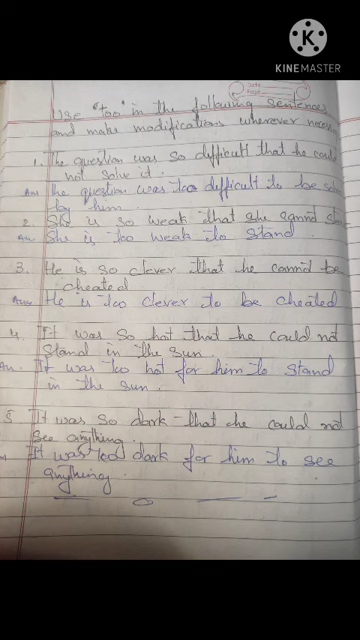 KINEMASTER
Date
Page
Use "too" in the following sentences
and make modifications wherever
1. The question was so difficult that he could
not solve it.
Ans The question was too difficult to be
by him.
2. She is so weak that she cannot
Ans She is too weak to stand.
3. He is so clever that he cannot be
cheated
Answ He is too clever to be cheated
4. It was so hot that he could not
stand in the sun.
An. It was too hot for him to stand
in the sun.
5. It was so dark that he could not
see anything.
It was too dark for him to see
anything.